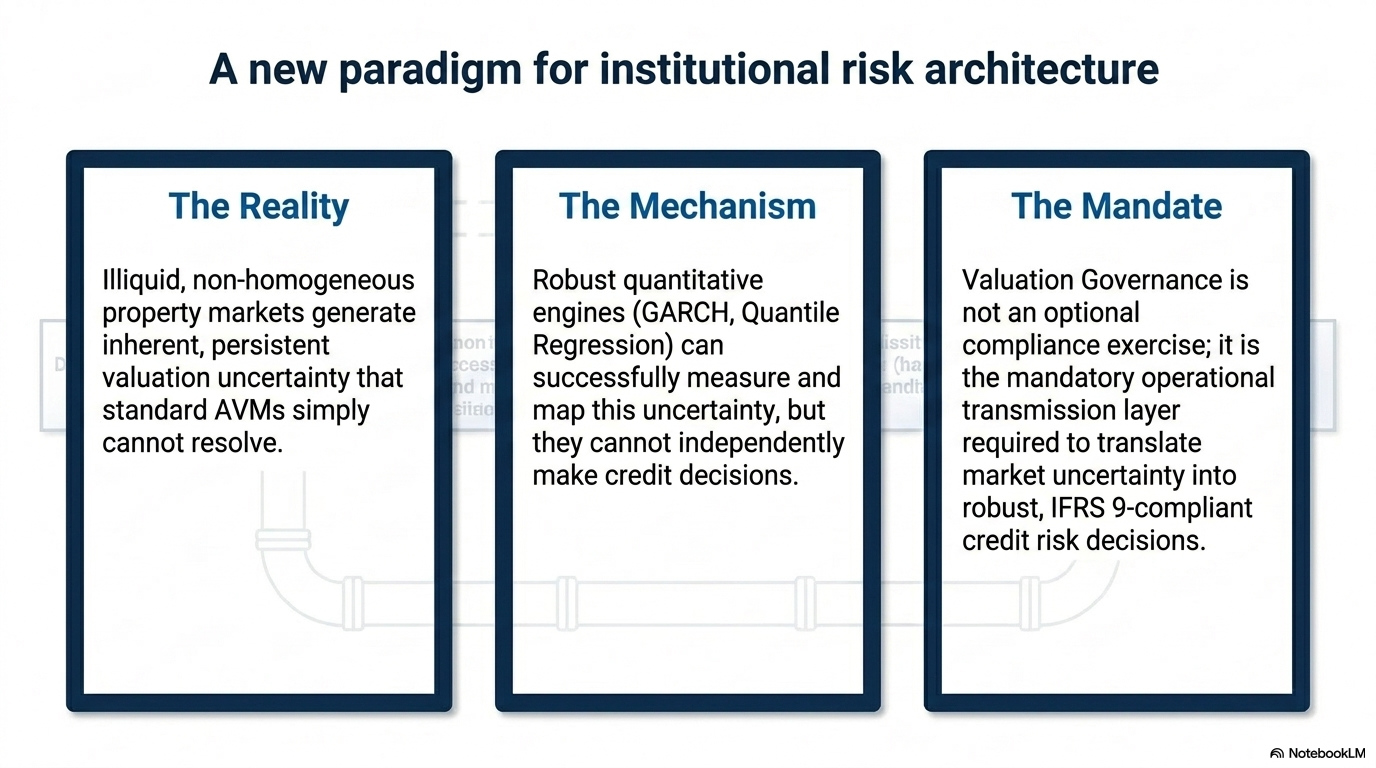 A new paradigm for institutional risk architecture
The Reality
Illiquid, non-homogeneous
property markets generate
inherent, persistent
valuation uncertainty that
standard AVMs simply
cannot resolve.
The Mechanism
Robust quantitative
engines (GARCH, Quantile
Regression) can
successfully measure and
map this uncertainty, but
they cannot independently
make credit decisions.
The Mandate
Valuation Governance is
not an optional
compliance exercise; it is
the mandatory operational
transmission layer
required to translate
market uncertainty into
robust, IFRS 9-compliant
credit risk decisions.
NotebookLM